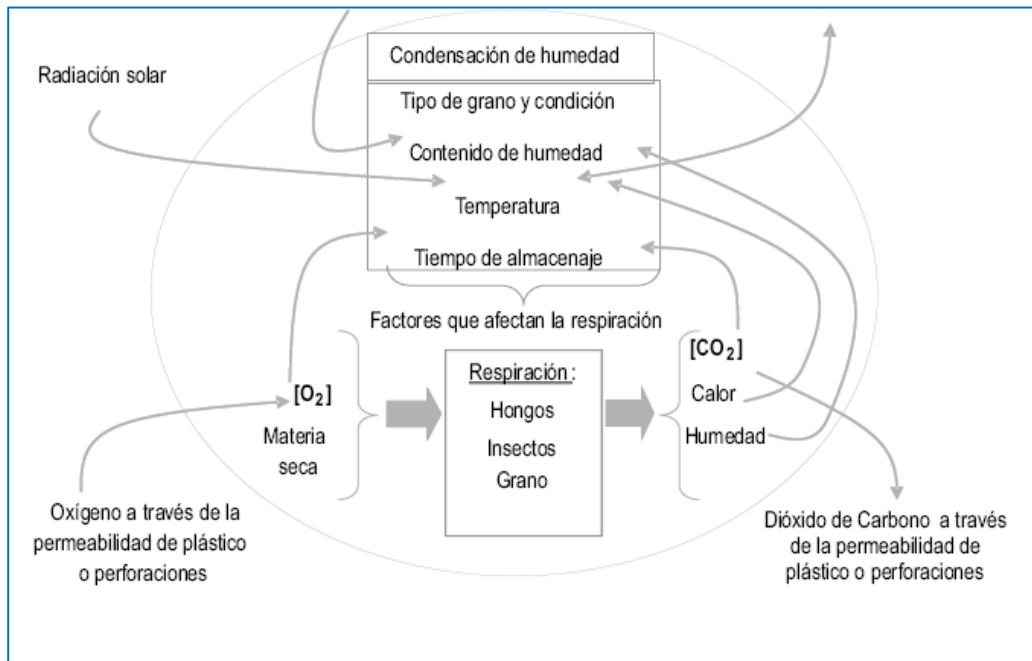 Condensación de humedad
Radiación solar
Tipo de grano y condición
Contenido de humedad
Temperatura
Tiempo de almacenaje
Factores que afectan la respiración
[O₂]
Materia
seca
Respiración :
Hongos
Insectos
Grano
[CO₂]
Calor
Humedad
Oxígeno a través de la
permeabilidad de plástico
o perforaciones
Dióxido de Carbono a través
de la permeabilidad de
plástico o perforaciones